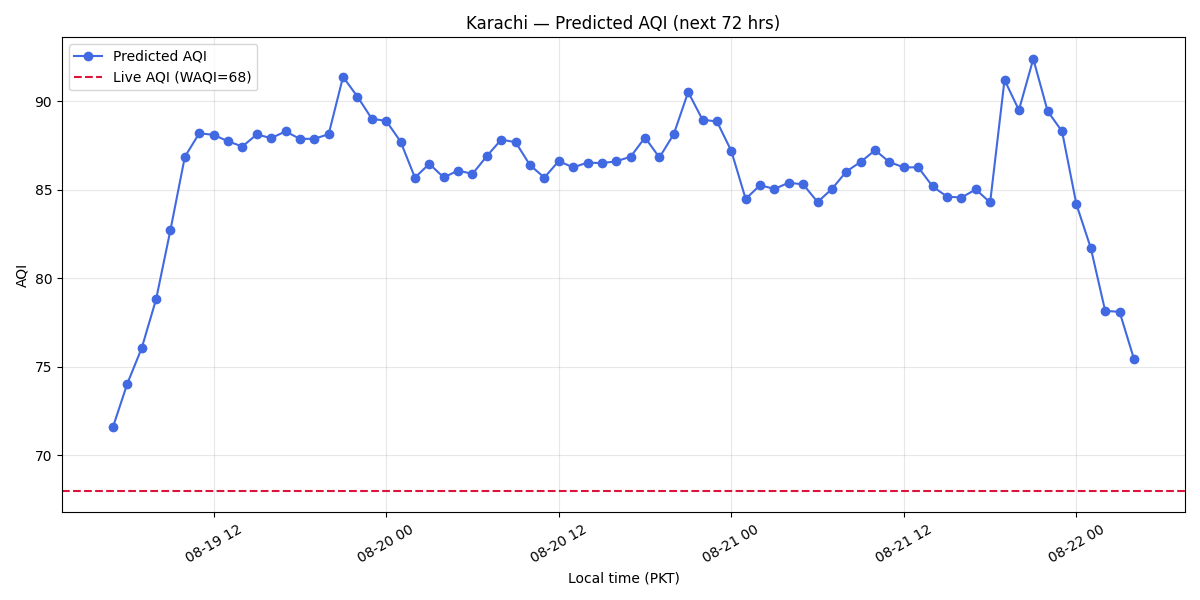 Karachi — Predicted AQI (next 72 hrs)
Predicted AQI
Live AQI (WAQI=68)
AQI
90
85
80
75
70
08-19 12
08-20 00
08-20 12
08-21 00
08-21 12
08-22 00
Local time (PKT)